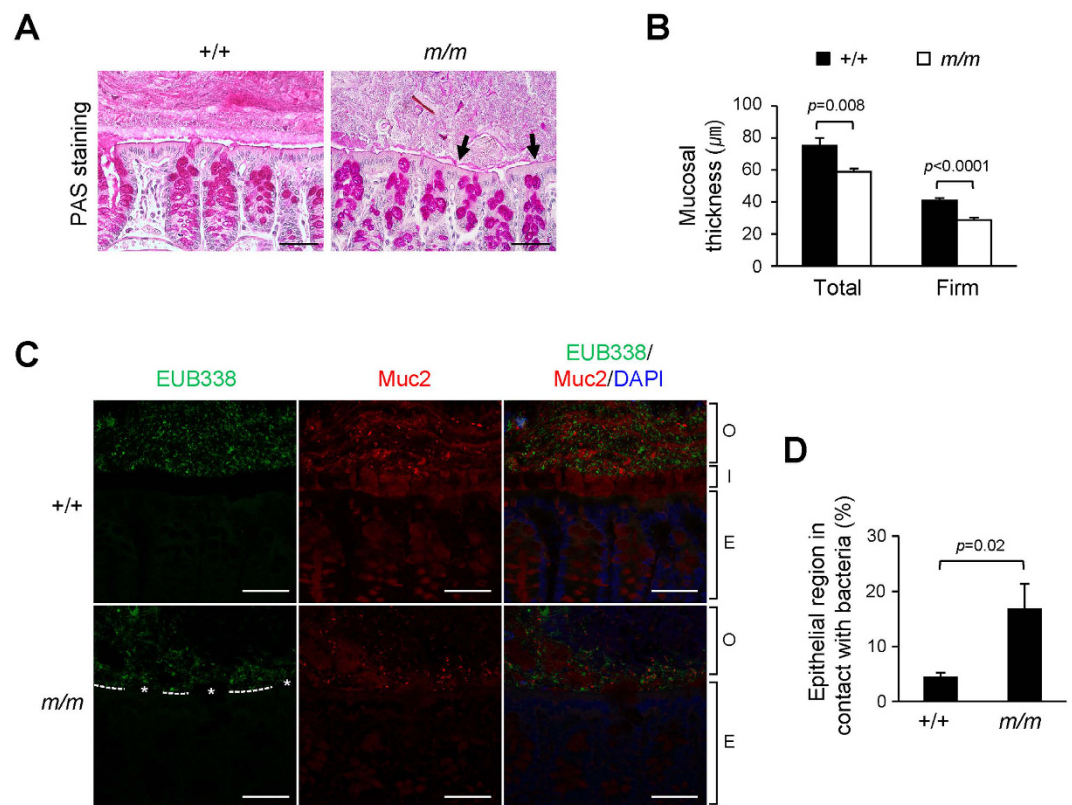 A
+/+
m/m
PAS staining
B
+/+
m/m
Mucosal
thickness (㎛)
100
80
60
40
20
0
p=0.008
p<0.0001
Total
Firm
C
EUB338
Muc2
EUB338/
Muc2/DAPI
+/+
O
I
E
m/m
* * *
O
E
D
Epithelial region in
contact with bacteria (%)
30
20
10
0
p=0.02
+/+
m/m